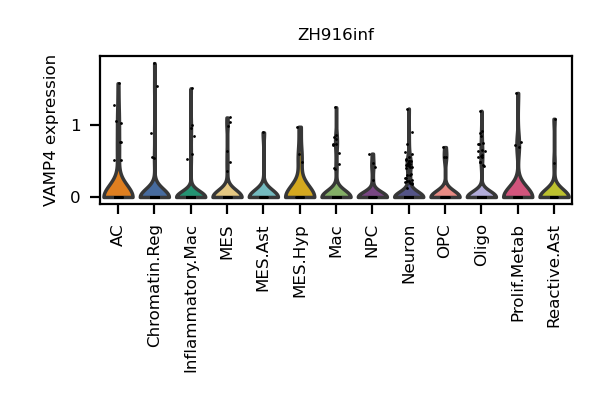 ZH916inf
VAMP4 expression
1
0
AC
Chromatin.Reg
Inflammatory.Mac
MES
MES.Ast
MES.Hyp
Mac
NPC
Neuron
OPC
Oligo
Prolif.Metab
Reactive.Ast